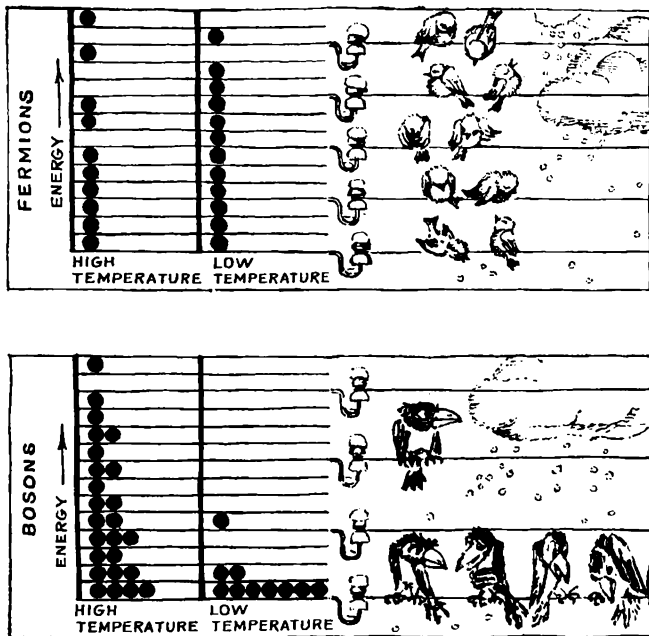 FERMIONS
ENERGY
HIGH
TEMPERATURE
LOW
TEMPERATURE
BOSONS
ENERGY
HIGH
TEMPERATURE
LOW
TEMPERATURE